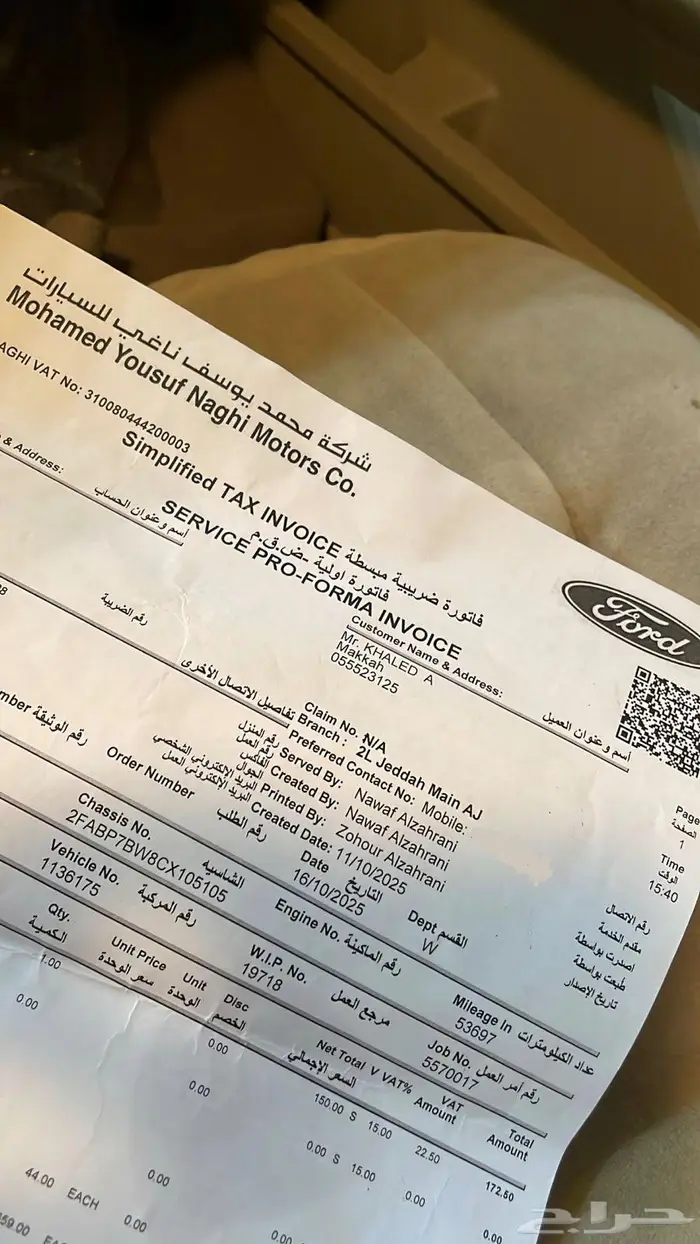 شركة محمد يوسف ناغي للسيارات
Mohamed Yousuf Naghi Motors Co.
AGHI VAT No: 310080444200003
Simplified TAX INVOICE فاتورة ضريبية مبسطة
فاتورة اولية -ض.ق.م
SERVICE PRO-FORMA INVOICE
& Address:
أسم وعنوان الحساب
Ford
Customer Name & Address:
أسم وعنوان العميل
Mr. KHALED A
Makkah
055523125
رقم الضريبة
تفاصيل الاتصال الأخرى
Claim No. N/A
Branch : 2L Jeddah Main AJ
Preferred Contact No: Mobile:
رقم المنزل
رقم العمل
الفاكس
الجوال
البريد الإلكتروني الشخصي
البريد الإلكتروني العمل
Served By: Nawaf Alzahrani
Created By: Nawaf Alzahrani
Printed By: Zohour Alzahrani
Created Date: 11/10/2025
رقم الاتصال
مقدم الخدمة
اصدرت بواسطة
طبعت بواسطة
تاريخ الإصدار
Page
الصفحة
1
Time
الوقت
15:40
mber رقم الوثيقة
Order Number رقم الطلب
Date التاريخ
16/10/2025
Dept القسم
W
Chassis No. الشاسيه
2FABP7BW8CX105105
Engine No. رقم الماكينة
Mileage In عداد الكيلومترات
53697
Vehicle No. رقم المركبة
1136175
W.I.P. No. مرجع العمل
19718
Job No. رقم أمر العمل
5570017
Qty. Unit Price Unit Disc Net Total V VAT% VAT Amount Total Amount
الكمية سعر الوحدة الوحدة الخصم السعر الإجمالي
1.00 0.00 150.00 S 15.00 22.50 172.50
0.00 0.00 0.00 S 15.00 0.00 0.00
44.00 EACH 0.00
0.00 0.00
حراج